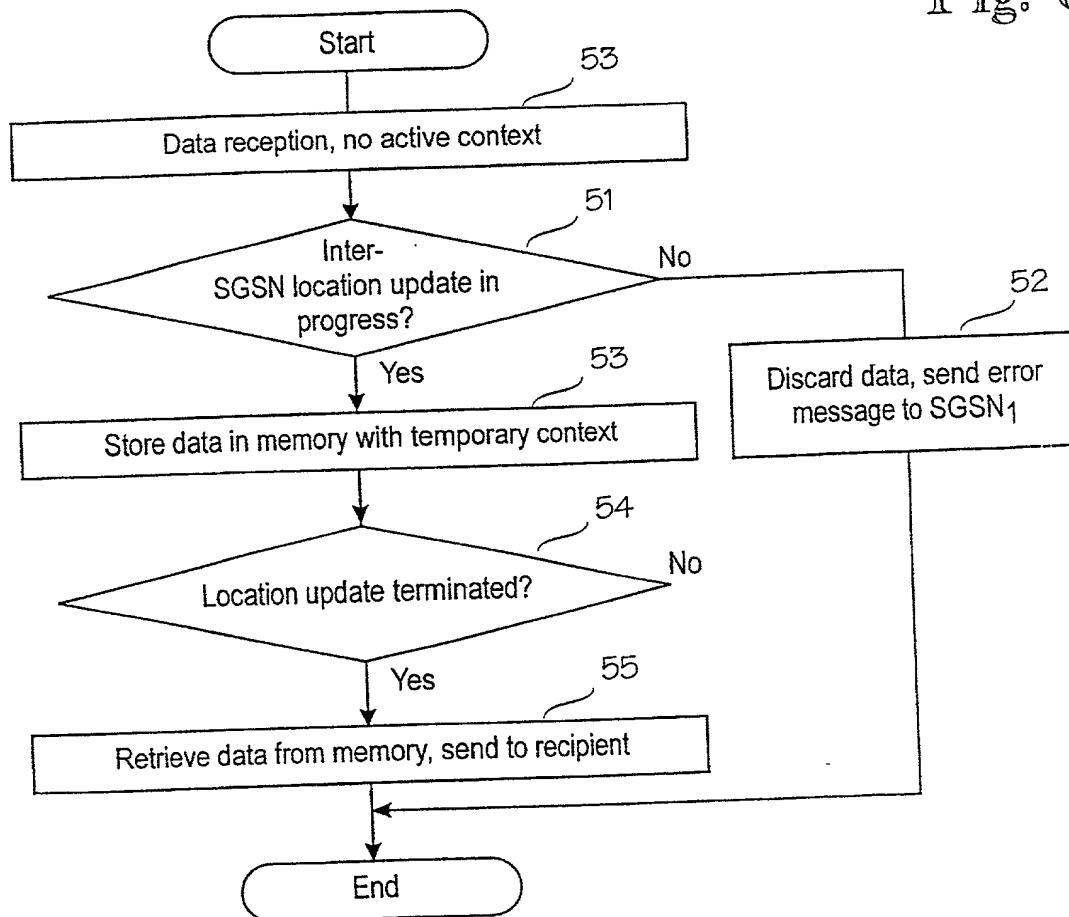 Fig.
Start
53
Data reception, no active context
51
Inter-
SGSN location update in
progress?
No
52
Discard data, send error
message to SGSN1
Yes
53
Store data in memory with temporary context
54
Location update terminated?
No
Yes
55
Retrieve data from memory, send to recipient
End